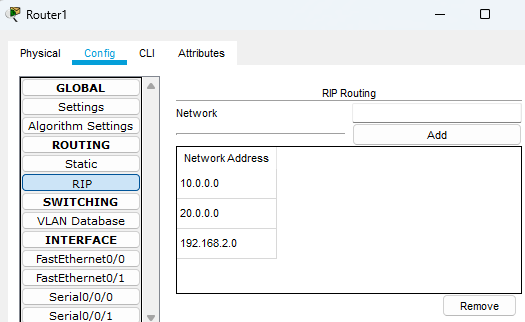 Router1
Physical
Config
CLI
Attributes
GLOBAL
Settings
Algorithm Settings
ROUTING
Static
RIP
SWITCHING
VLAN Database
INTERFACE
FastEthernet0/0
FastEthernet0/1
Serial0/0/0
Serial0/0/1
RIP Routing
Network
Add
Network Address
10.0.0.0
20.0.0.0
192.168.2.0
Remove